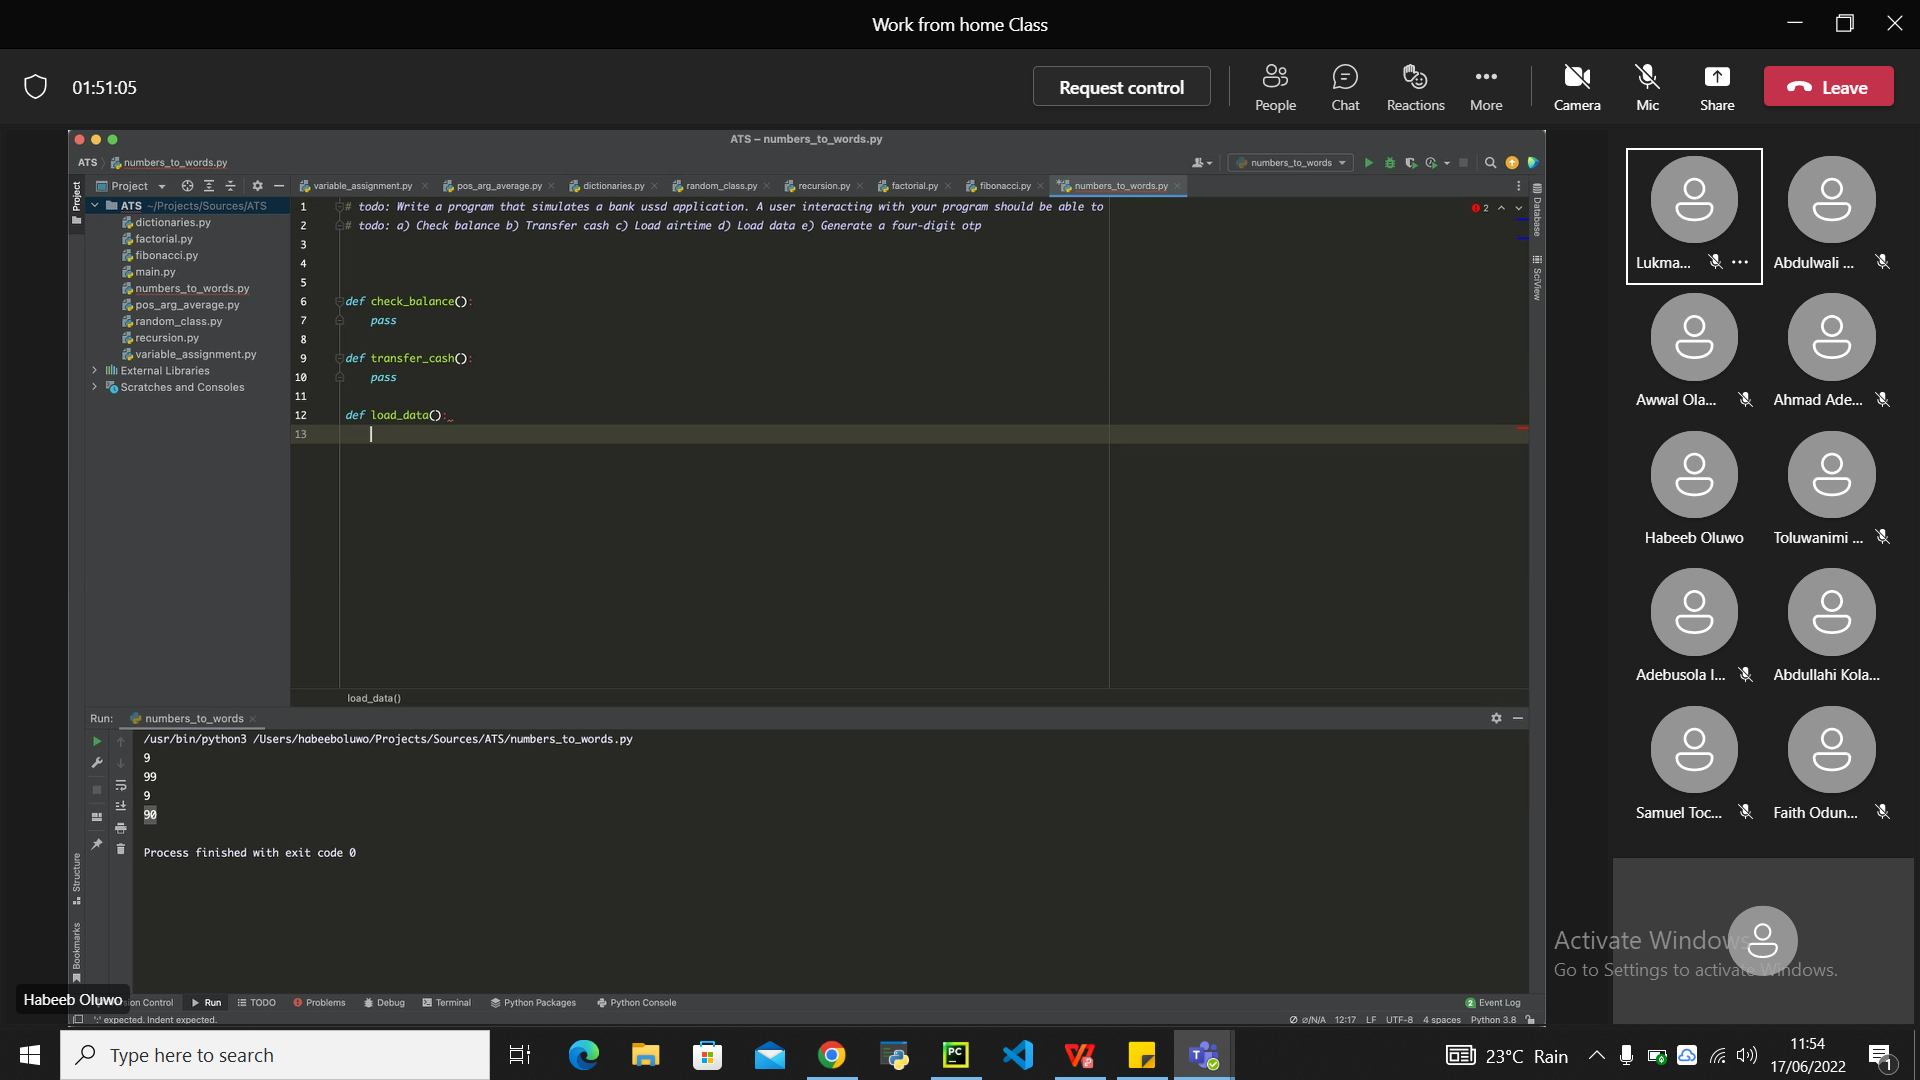 Work from home Class
01:51:05
Request control
People
Chat
Reactions
More
Camera
Mic
Share
Leave
ATS – numbers_to_words.py
ATS
numbers_to_words.py
numbers_to_words
Project
Project
variable_assignment.py
pos_arg_average.py
dictionaries.py
random_class.py
recursion.py
factorial.py
fibonacci.py
numbers_to_words.py
ATS ~/Projects/Sources/ATS
dictionaries.py
factorial.py
fibonacci.py
main.py
numbers_to_words.py
pos_arg_average.py
random_class.py
recursion.py
variable_assignment.py
External Libraries
Scratches and Consoles
1 # todo: Write a program that simulates a bank ussd application. A user interacting with your program should be able to
2 # todo: a) Check balance b) Transfer cash c) Load airtime d) Load data e) Generate a four-digit otp
3
4
5
6 def check_balance():
7 pass
8
9 def transfer_cash():
10 pass
11
12 def load_data():
13
2
Database
SciView
load_data()
Run:
numbers_to_words
/usr/bin/python3 /Users/habeeboluwo/Projects/Sources/ATS/numbers_to_words.py
9
99
9
90
Process finished with exit code 0
Structure
Bookmarks
Habeeb Oluwo
Control
Run
TODO
Problems
Debug
Terminal
Python Packages
Python Console
2 Event Log
':' expected. Indent expected.
12:17
LF
UTF-8
4 spaces
Python 3.8
Lukma...
Abdulwali ...
Awwal Ola...
Ahmad Ade...
Habeeb Oluwo
Toluwanimi ...
Adebusola I...
Abdullahi Kola...
Samuel Toc...
Faith Odun...
Activate Windows
Go to Settings to activate Windows.
Type here to search
PC
23°C Rain
11:54
17/06/2022
1